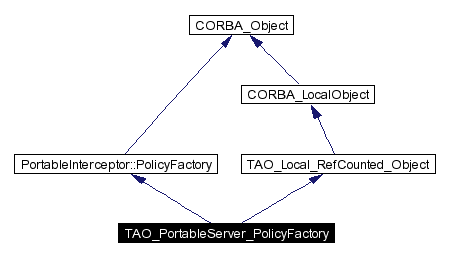 CORBA_Object
CORBA_LocalObject
PortableInterceptor::PolicyFactory
TAO_Local_RefCounted_Object
TAO_PortableServer_PolicyFactory